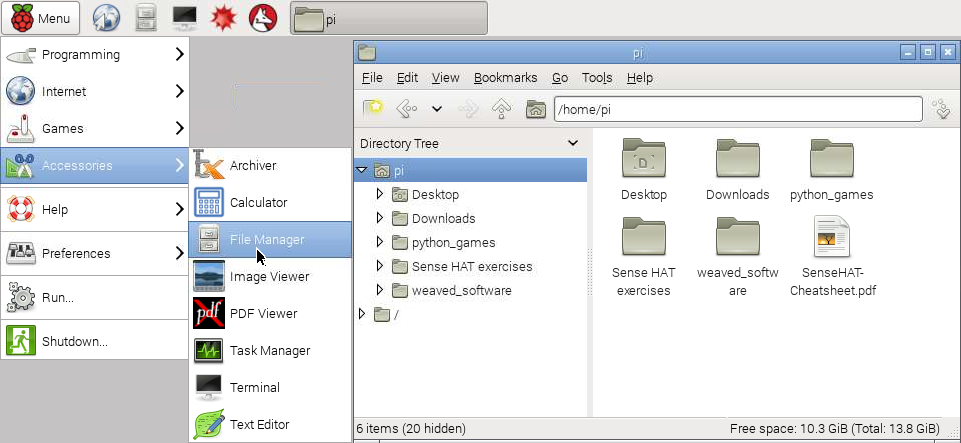 Menu
pi
Programming
Internet
Games
Accessories
Help
Preferences
Run...
Shutdown...
Archiver
Calculator
File Manager
Image Viewer
pdf
PDF Viewer
Task Manager
Terminal
Text Editor
pi
File Edit View Bookmarks Go Tools Help
/home/pi
Directory Tree
pi
Desktop
Downloads
python_games
Sense HAT exercises
weaved_software
/
D
Desktop
Downloads
python_games
Sense HAT
exercises
weaved_softw
are
SenseHAT-
Cheatsheet.pdf
6 items (20 hidden)
Free space: 10.3 GiB (Total: 13.8 GiB)